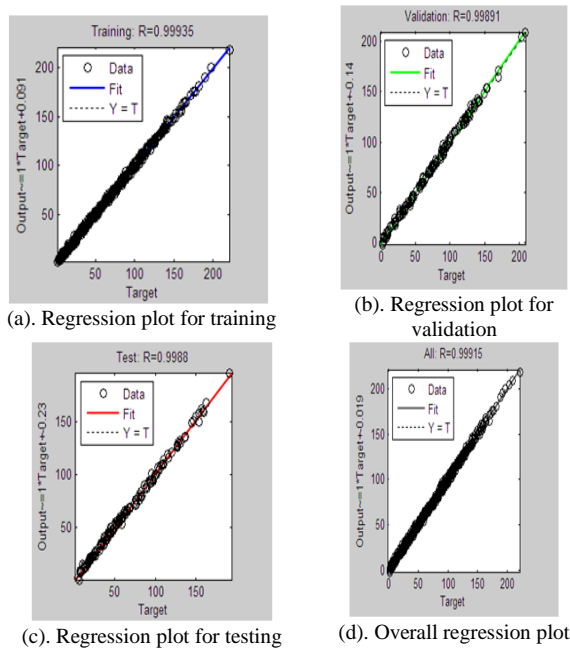 Training: R=0.99935
Output~=1*Target+0.091
Data
Fit
Y = T
200
150
100
50
50 100 150 200
Target
(a). Regression plot for training
Validation: R=0.99891
Output~=1*Target+-0.14
Data
Fit
Y = T
200
150
100
50
0
0 50 100 150 200
Target
(b). Regression plot for
validation
Test: R=0.9988
Output~=1*Target+-0.23
Data
Fit
Y = T
150
100
50
50 100 150
Target
(c). Regression plot for testing
All: R=0.99915
Output~=1*Target+-0.019
Data
Fit
Y = T
200
150
100
50
0
0 50 100 150 200
Target
(d). Overall regression plot